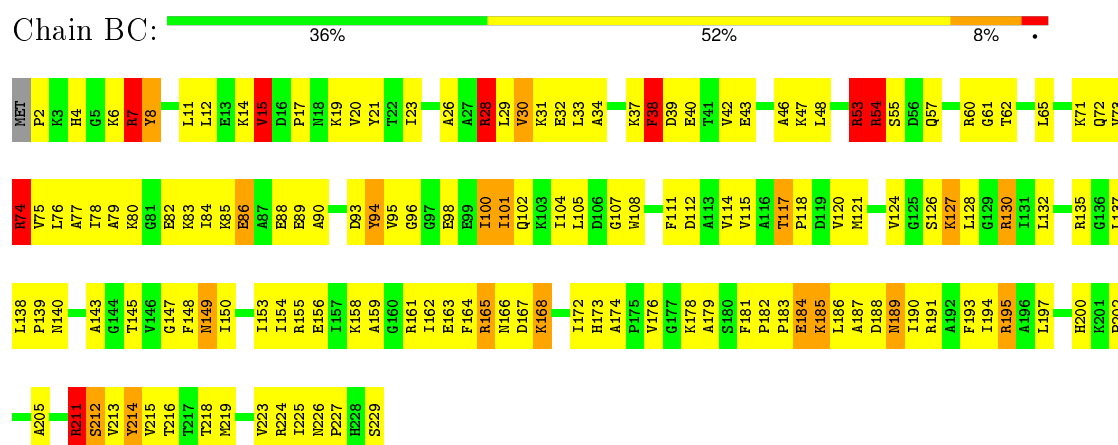 Chain BC:
36% 52% 8% •
MET P2 K3 H4 G5 K6 R7 Y8 L11 L12 E13 K14 V15 D16 P17 N18 K19 V20 Y21 T22 I23 A26 A27 R28 L29 V30 K31 E32 L33 A34 K37 F38 D39 E40 T41 V42 E43 A46 K47 L48 R53 R54 S55 D56 Q57 R60 G61 T62 L65 K71 Q72 V73
R74 V75 L76 A77 I78 A79 K80 G81 E82 K83 I84 K85 E86 A87 E88 E89 A90 D93 Y94 V95 G96 G97 E98 E99 I100 I101 Q102 K103 I104 L105 D106 G107 W108 F111 D112 A113 V114 V115 A116 T117 P118 D119 V120 M121 V124 G125 S126 K127 L128 G129 R130 I131 L132 R135 G136 L137
L138 P139 N140 A143 G144 T145 V146 G147 F148 N149 I150 I153 I154 R155 E156 I157 K158 A159 G160 R161 I162 E163 F164 R165 N166 D167 K168 I172 H173 A174 P175 V176 G177 K178 A179 S180 F181 P182 P183 E184 K185 L186 A187 D188 N189 I190 R191 A192 F193 I194 R195 A196 L197 H200 K201 P202
A205 R211 S212 V213 Y214 V215 T216 T217 T218 M219 V223 R224 I225 N226 P227 H228 S229